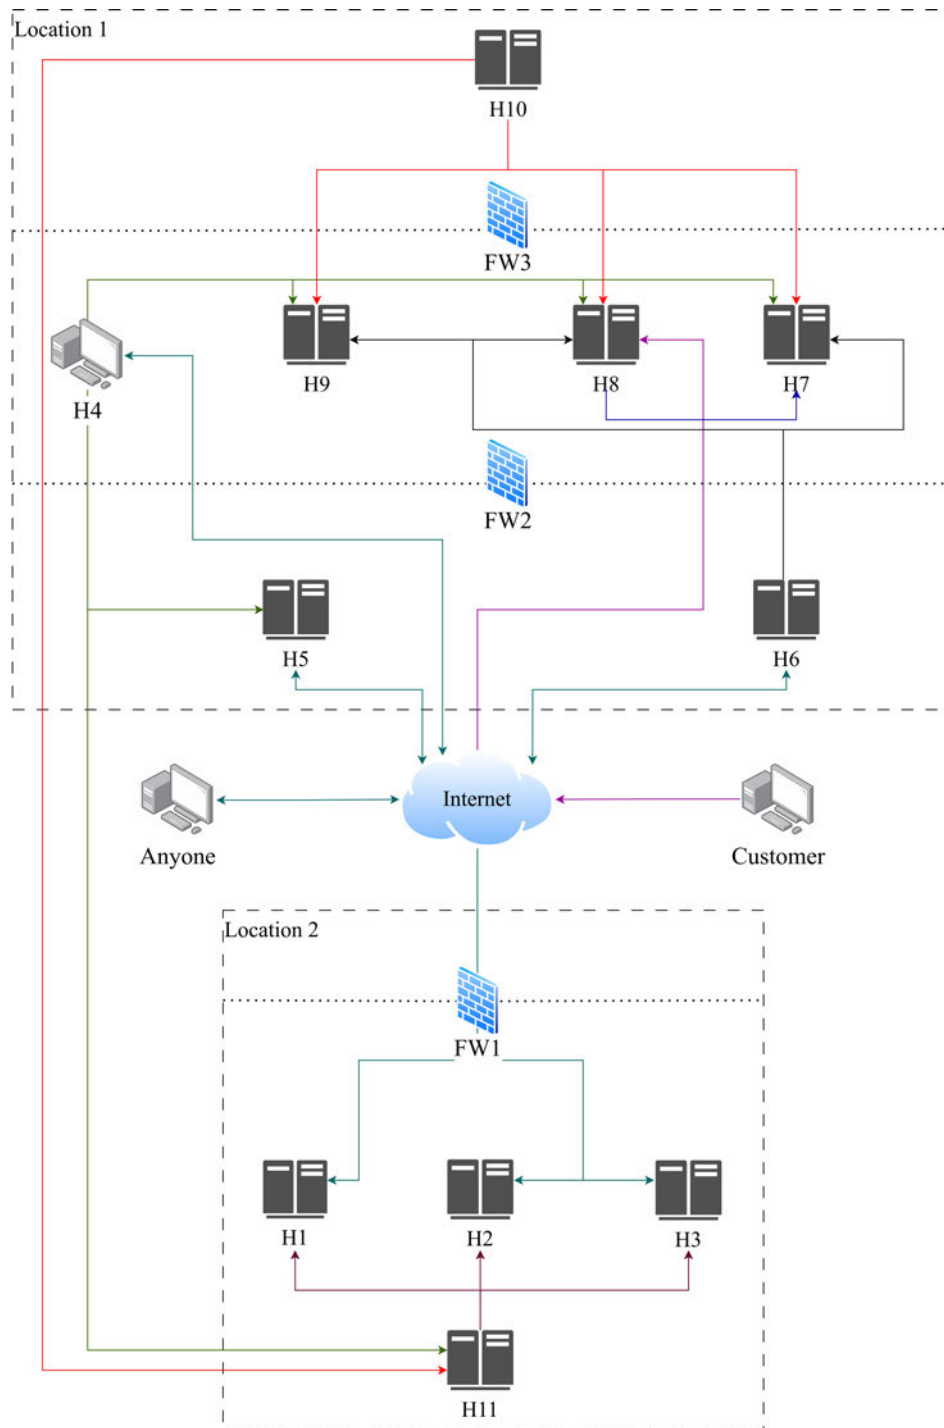 Location 1
H10
FW3
H9
H8
H7
H4
FW2
H5
H6
Internet
Anyone
Customer
Location 2
FW1
H1
H2
H3
H11